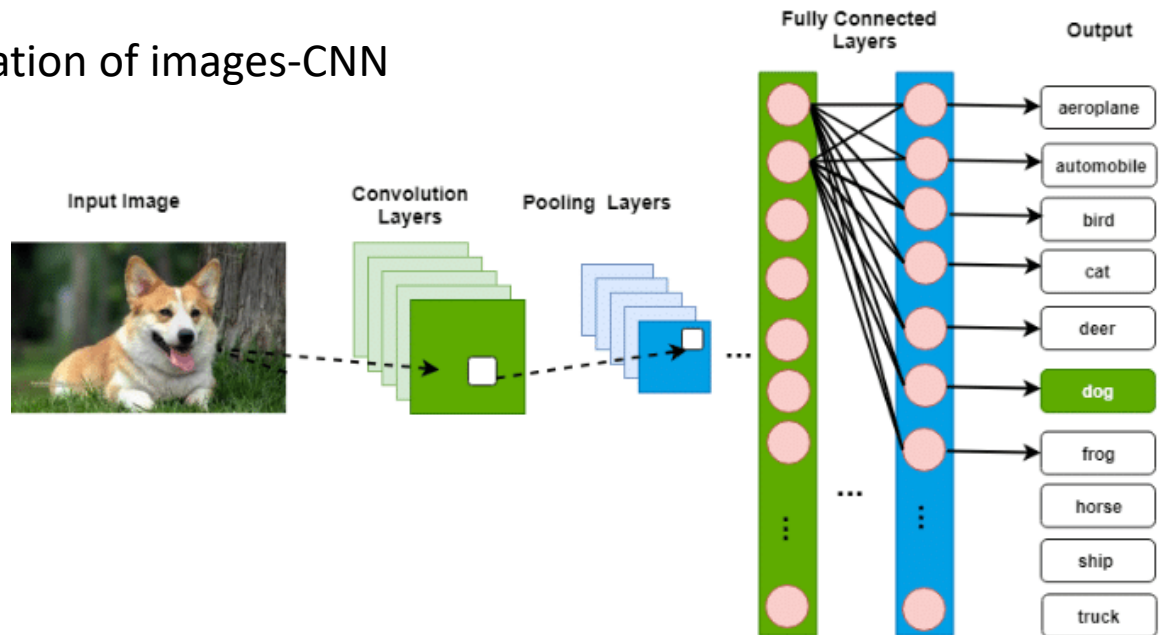 ation of images-CNN
Fully Connected
Layers
Output
Input Image
Convolution
Layers
Pooling Layers
aeroplane
automobile
bird
cat
deer
dog
frog
horse
ship
truck
...
...